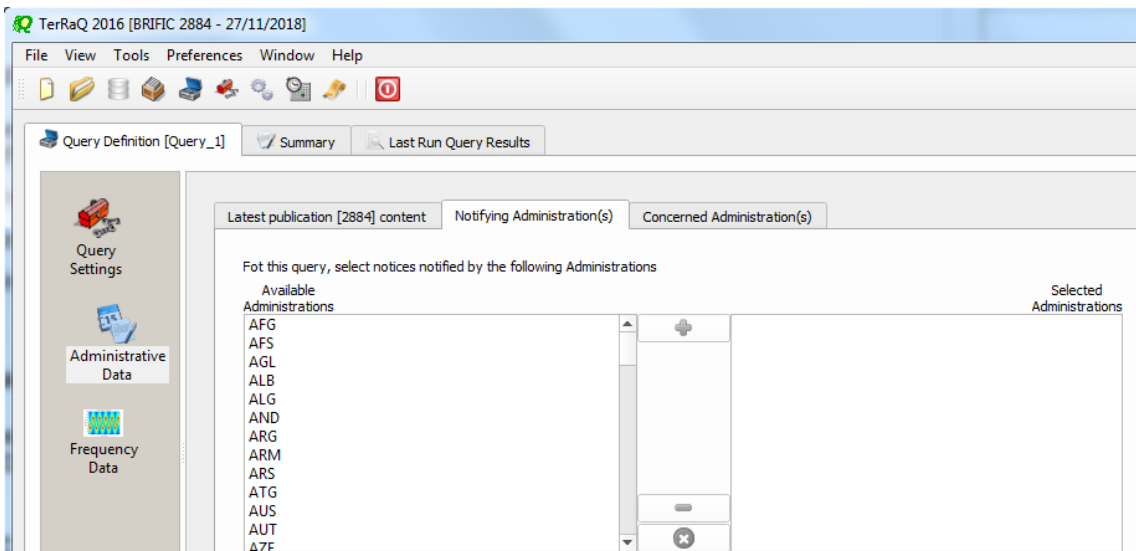 TerRaQ 2016 [BRIFIC 2884 - 27/11/2018]
File View Tools Preferences Window Help
Query Definition [Query_1] Summary Last Run Query Results
Latest publication [2884] content Notifying Administration(s) Concerned Administration(s)
Query
Settings
Administrative
Data
Frequency
Data
Fot this query, select notices notified by the following Administrations
Available
Administrations
Selected
Administrations
AFG
AFS
AGL
ALB
ALG
AND
ARG
ARM
ARS
ATG
AUS
AUT
AZE